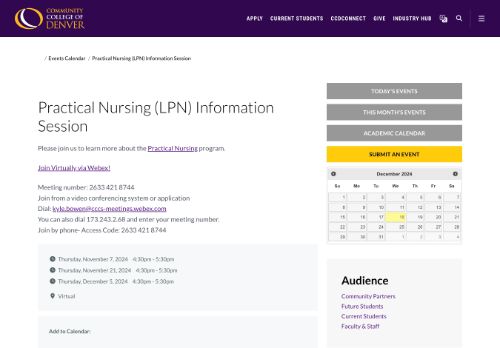 COMMUNITY
COLLEGE OF
DENVER
APPLY CURRENT STUDENTS CCDCONNECT GIVE INDUSTRY HUB
/ Events Calendar / Practical Nursing (LPN) Information Session
Practical Nursing (LPN) Information
Session
Please join us to learn more about the Practical Nursing program.
Join Virtually via Webex!
Meeting number: 2633 421 8744
Join from a video conferencing system or application
Dial: kyle.bowen@cccs-meetings.webex.com
You can also dial 173.243.2.68 and enter your meeting number.
Join by phone- Access Code: 2633 421 8744
Thursday, November 7, 2024 4:30pm - 5:30pm
Thursday, November 21, 2024 4:30pm - 5:30pm
Thursday, December 5, 2024 4:30pm - 5:30pm
Virtual
Add to Calendar:
TODAY'S EVENTS
THIS MONTH'S EVENTS
ACADEMIC CALENDAR
SUBMIT AN EVENT
December 2024
Su Mo Tu We Th Fr Sa
1 2 3 4 5 6 7
8 9 10 11 12 13 14
15 16 17 18 19 20 21
22 23 24 25 26 27 28
29 30 31 1 2 3 4
Audience
Community Partners
Future Students
Current Students
Faculty & Staff